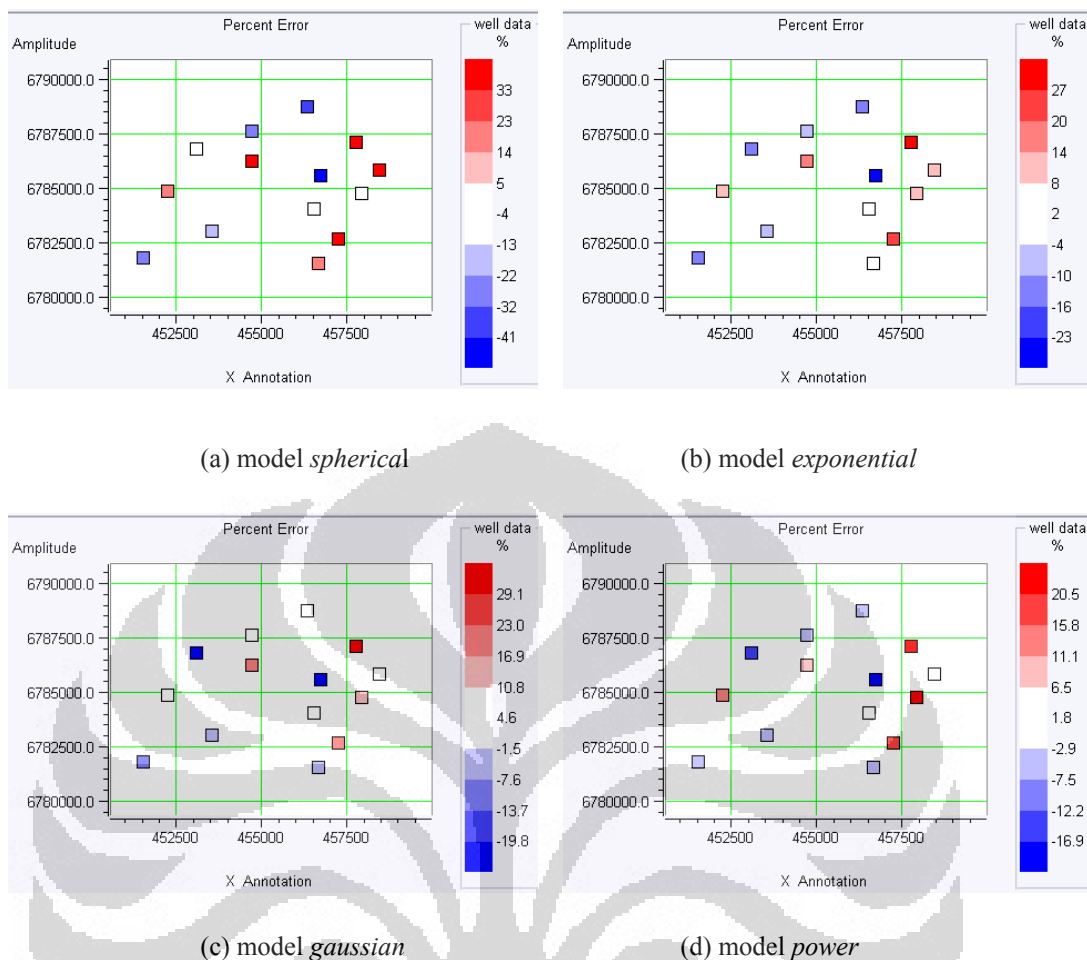 Percent Error
well data
%
Amplitude
6790000.0
6787500.0
6785000.0
6782500.0
6780000.0
452500 455000 457500
X Annotation
33
23
14
5
-4
-13
-22
-32
-41
(a) model spherical
Percent Error
well data
%
Amplitude
6790000.0
6787500.0
6785000.0
6782500.0
6780000.0
452500 455000 457500
X Annotation
27
20
14
8
2
-4
-10
-16
-23
(b) model exponential
Percent Error
well data
%
Amplitude
6790000.0
6787500.0
6785000.0
6782500.0
6780000.0
452500 455000 457500
X Annotation
29.1
23.0
16.9
10.8
4.6
-1.5
-7.6
-13.7
-19.8
(c) model gaussian
Percent Error
well data
%
Amplitude
6790000.0
6787500.0
6785000.0
6782500.0
6780000.0
452500 455000 457500
X Annotation
20.5
15.8
11.1
6.5
1.8
-2.9
-7.5
-12.2
-16.9
(d) model power